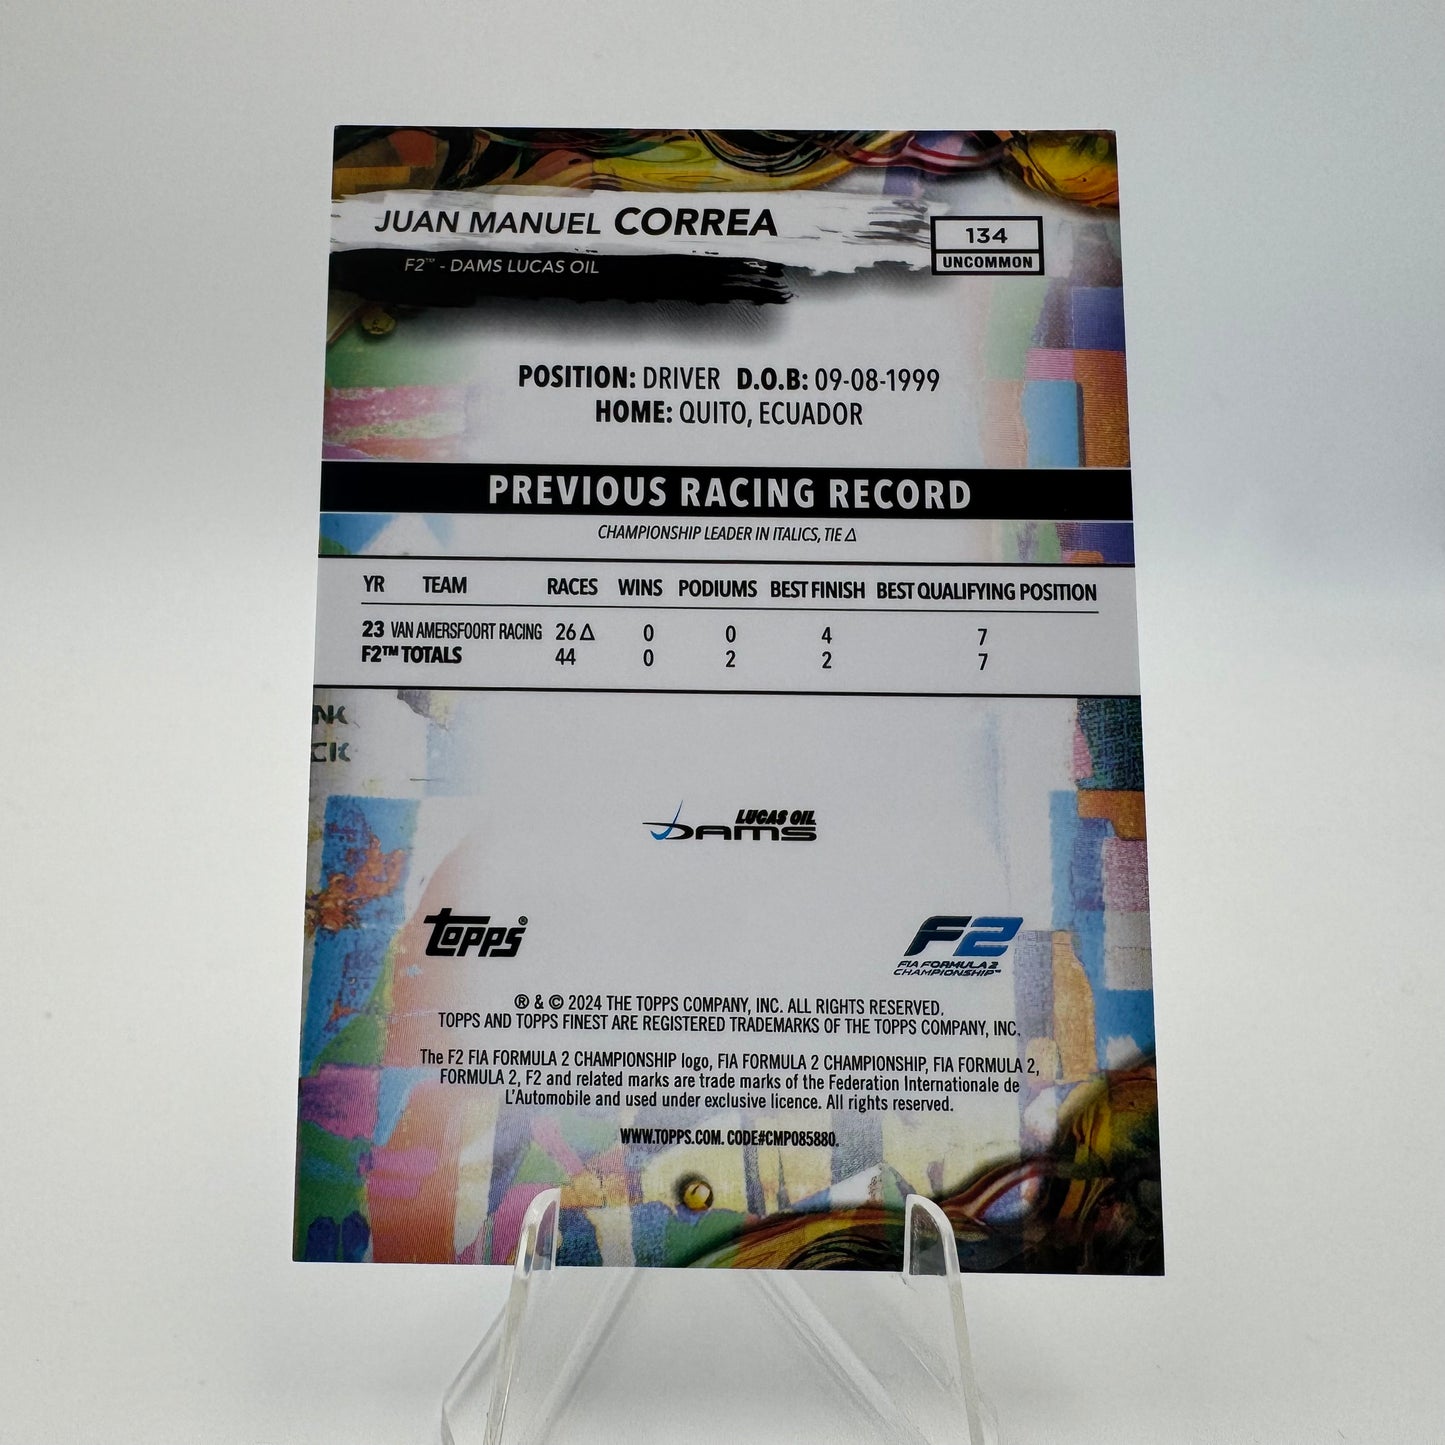 JUAN MANUEL CORREA
134
F2™ - DAMS LUCAS OIL
UNCOMMON
POSITION: DRIVER D.O.B: 09-08-1999
HOME: QUITO, ECUADOR
PREVIOUS RACING RECORD
CHAMPIONSHIP LEADER IN ITALICS, TIE Δ
YR TEAM RACES WINS PODIUMS BEST FINISH BEST QUALIFYING POSITION
23 VAN AMERSFOORT RACING 26 Δ 0 0 4 7
F2™ TOTALS 44 0 2 2 7
NK
CK
LUCAS OIL
DAMS
Topps®
F2
FIA FORMULA 2
CHAMPIONSHIP™
® & © 2024 THE TOPPS COMPANY, INC. ALL RIGHTS RESERVED.
TOPPS AND TOPPS FINEST ARE REGISTERED TRADEMARKS OF THE TOPPS COMPANY, INC.
The F2 FIA FORMULA 2 CHAMPIONSHIP logo, FIA FORMULA 2 CHAMPIONSHIP, FIA FORMULA 2,
FORMULA 2, F2 and related marks are trade marks of the Federation Internationale de
L'Automobile and used under exclusive licence. All rights reserved.
WWW.TOPPS.COM. CODE#CMP085880.